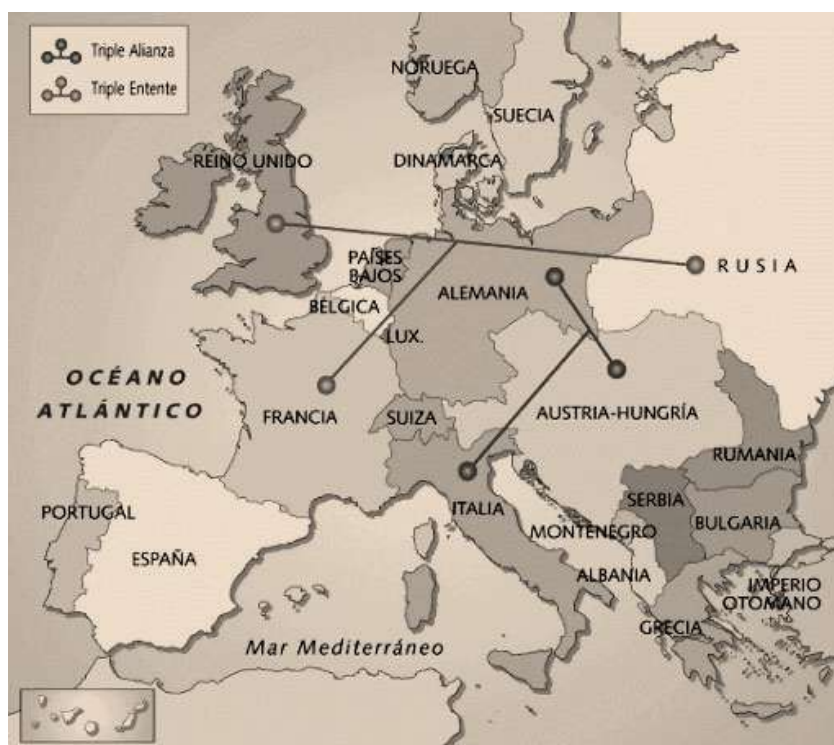 Triple Alianza
Triple Entente
NORUEGA
SUECIA
REINO UNIDO
DINAMARCA
PAÍSES
BAJOS
RUSIA
ALEMANIA
BÉLGICA
LUX.
OCÉANO
ATLÁNTICO
FRANCIA
SUIZA
AUSTRIA-HUNGRÍA
RUMANIA
ITALIA
SERBIA
PORTUGAL
MONTENEGRO
BULGARIA
ESPAÑA
ALBANIA
IMPERIO
OTOMANO
GRECIA
Mar Mediterráneo